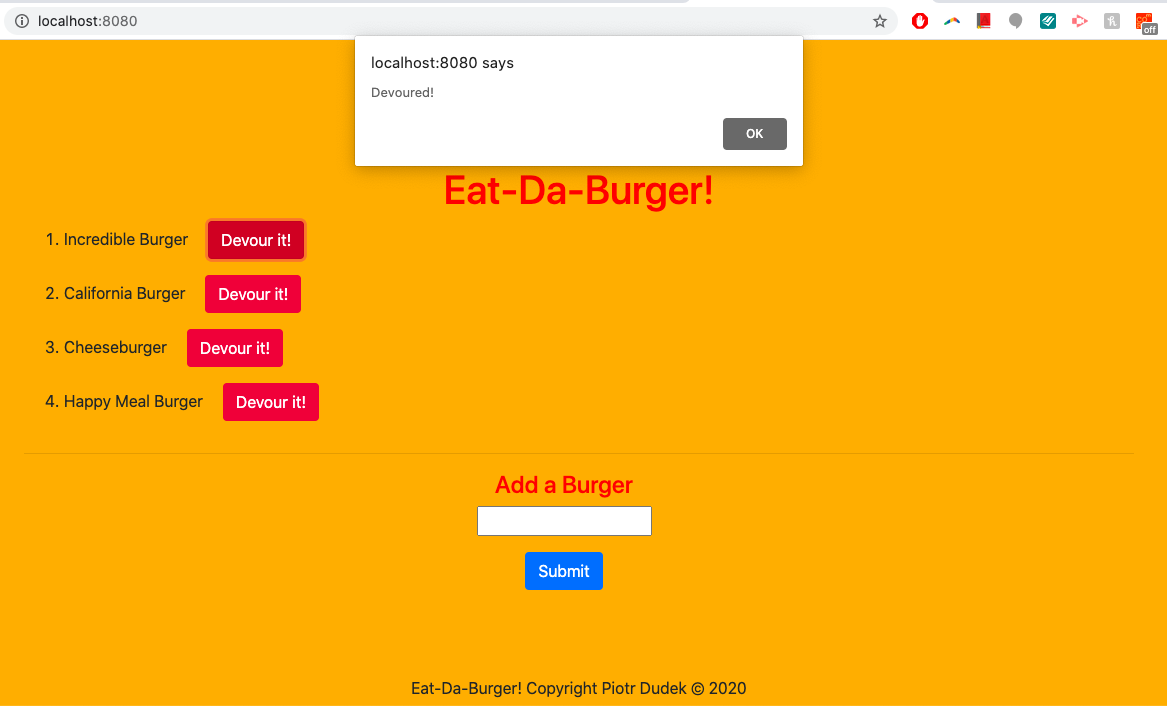 localhost:8080
off
localhost:8080 says
Devoured!
OK
Eat-Da-Burger!
1. Incredible Burger Devour it!
2. California Burger Devour it!
3. Cheeseburger Devour it!
4. Happy Meal Burger Devour it!
Add a Burger
Submit
Eat-Da-Burger! Copyright Piotr Dudek © 2020